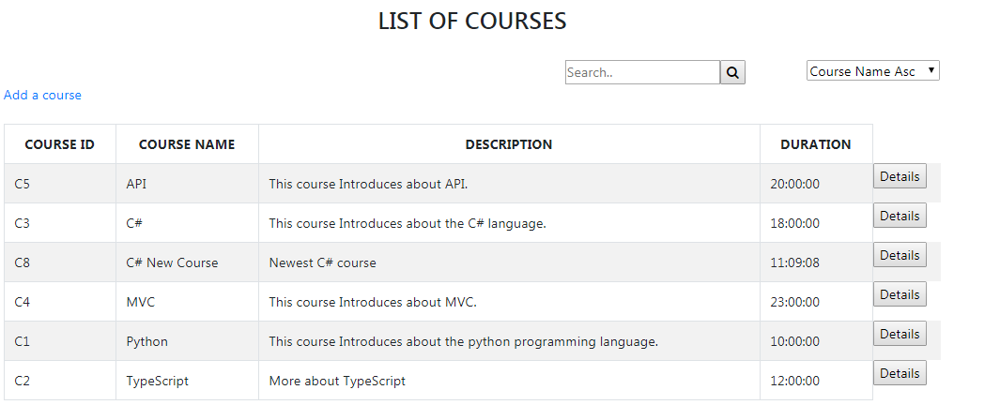 LIST OF COURSES
Search..
Course Name Asc
Add a course
COURSE ID COURSE NAME DESCRIPTION DURATION
C5 API This course Introduces about API. 20:00:00 Details
C3 C# This course Introduces about the C# language. 18:00:00 Details
C8 C# New Course Newest C# course 11:09:08 Details
C4 MVC This course Introduces about MVC. 23:00:00 Details
C1 Python This course Introduces about the python programming language. 10:00:00 Details
C2 TypeScript More about TypeScript 12:00:00 Details